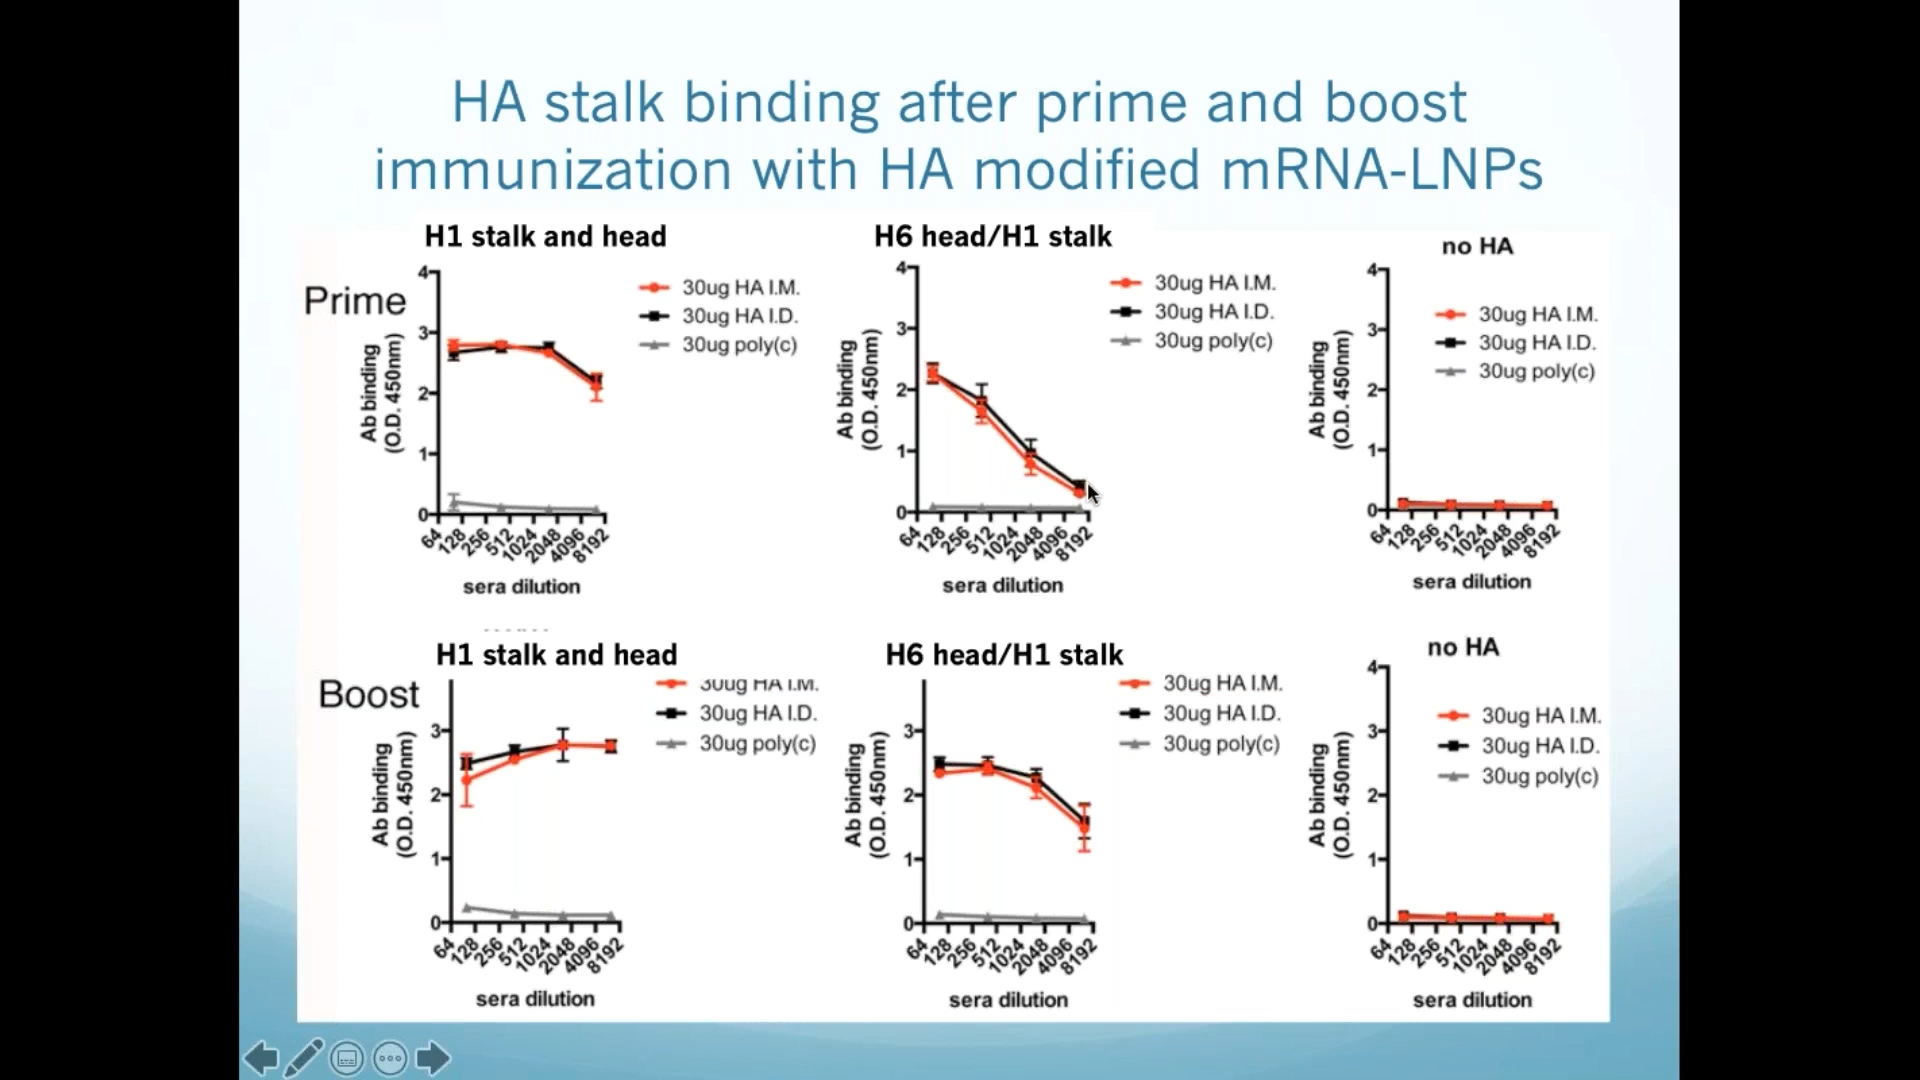 HA stalk binding after prime and boost
immunization with HA modified mRNA-LNPs
Prime
H1 stalk and head
4
3
2
1
0
Ab binding
(O.D. 450nm)
30ug HA I.M.
30ug HA I.D.
30ug poly(c)
64
128
256
512
1024
2048
4096
8192
sera dilution
H6 head/H1 stalk
4
3
2
1
0
Ab binding
(O.D. 450nm)
30ug HA I.M.
30ug HA I.D.
30ug poly(c)
64
128
256
512
1024
2048
4096
8192
sera dilution
no HA
4
3
2
1
0
Ab binding
(O.D. 450nm)
30ug HA I.M.
30ug HA I.D.
30ug poly(c)
64
128
256
512
1024
2048
4096
8192
sera dilution
Boost
H1 stalk and head
3
2
1
0
Ab binding
(O.D. 450nm)
30ug HA I.M.
30ug HA I.D.
30ug poly(c)
64
128
256
512
1024
2048
4096
8192
sera dilution
H6 head/H1 stalk
3
2
1
0
Ab binding
(O.D. 450nm)
30ug HA I.M.
30ug HA I.D.
30ug poly(c)
64
128
256
512
1024
2048
4096
8192
sera dilution
no HA
4
3
2
1
0
Ab binding
(O.D. 450nm)
30ug HA I.M.
30ug HA I.D.
30ug poly(c)
64
128
256
512
1024
2048
4096
8192
sera dilution